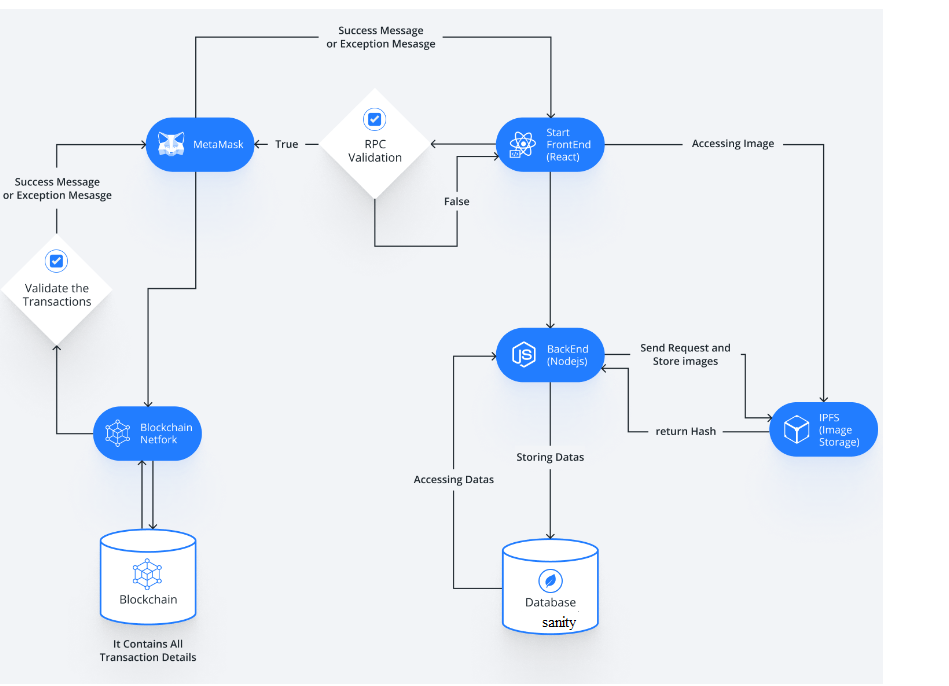 Success Message
or Exception Mesasge
MetaMask
True
RPC
Validation
Start
FrontEnd
(React)
Accessing Image
Success Message
or Exception Mesasge
False
Validate the
Transactions
BackEnd
(Nodejs)
JS
Send Request and
Store images
Blockchain
Netfork
return Hash
IPFS
(Image
Storage)
Storing Datas
Accessing Datas
Blockchain
Database
sanity
It Contains All
Transaction Details